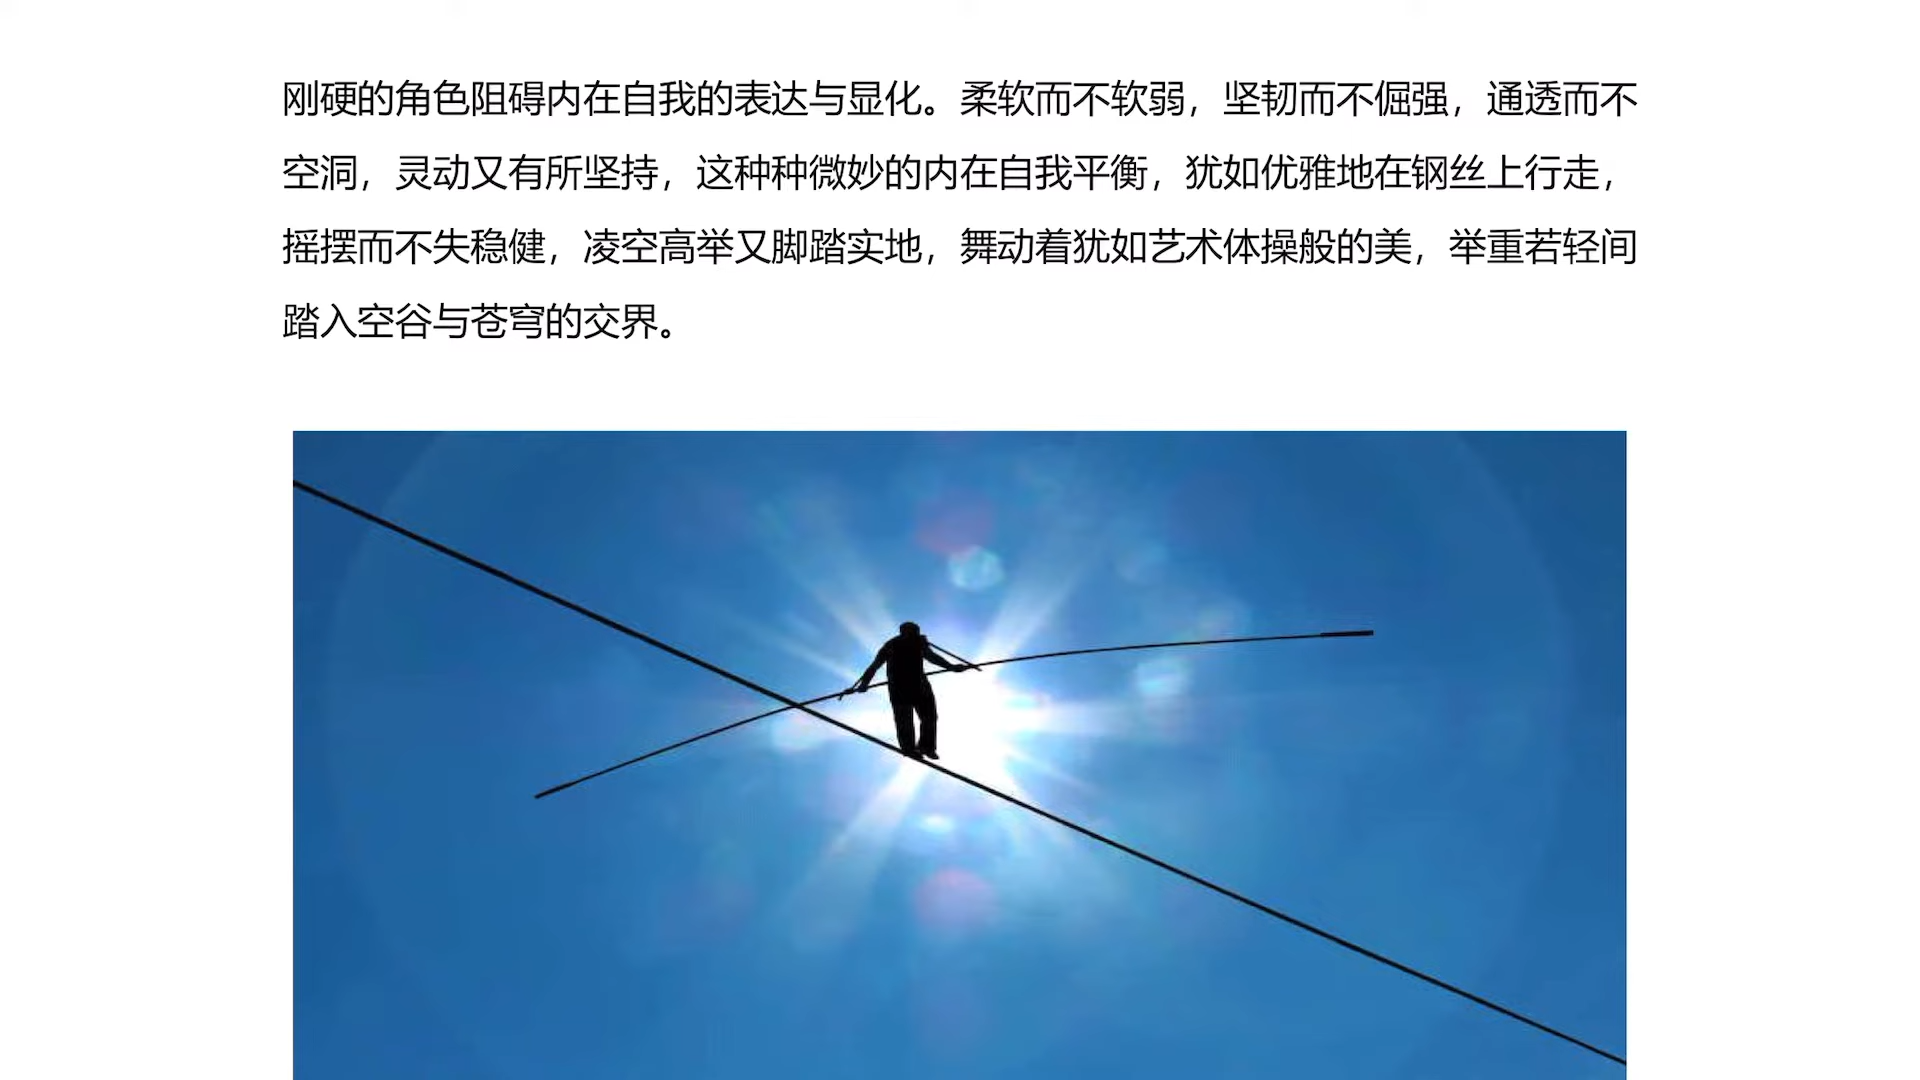 刚硬的角色阻碍内在自我的表达与显化。柔软而不软弱，坚韧而不倔强，通透而不
空洞，灵动又有所坚持，这种种微妙的内在自我平衡，犹如优雅地在钢丝上行走，
摇摆而不失稳健，凌空高举又脚踏实地，舞动着犹如艺术体操般的美，举重若轻间
踏入空谷与苍穹的交界。